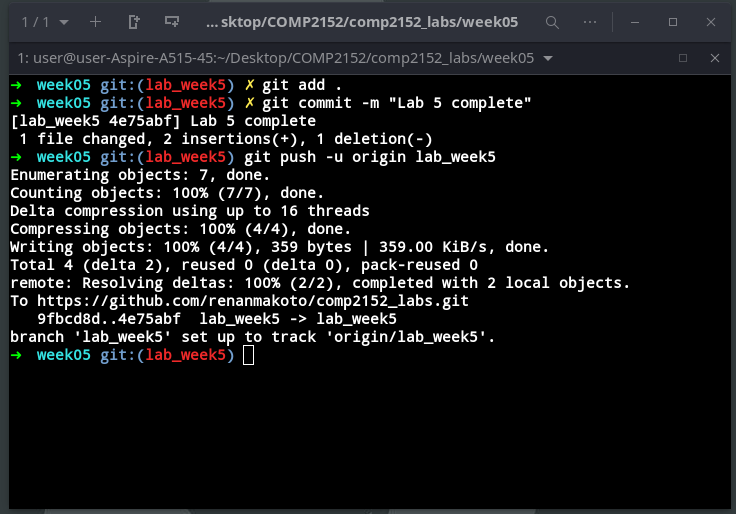 1 / 1
...sktop/COMP2152/comp2152_labs/week05
1: user@user-Aspire-A515-45:~/Desktop/COMP2152/comp2152_labs/week05
➜ week05 git:(lab_week5) ✗ git add .
➜ week05 git:(lab_week5) ✗ git commit -m "Lab 5 complete"
[lab_week5 4e75abf] Lab 5 complete
1 file changed, 2 insertions(+), 1 deletion(-)
➜ week05 git:(lab_week5) git push -u origin lab_week5
Enumerating objects: 7, done.
Counting objects: 100% (7/7), done.
Delta compression using up to 16 threads
Compressing objects: 100% (4/4), done.
Writing objects: 100% (4/4), 359 bytes | 359.00 KiB/s, done.
Total 4 (delta 2), reused 0 (delta 0), pack-reused 0
remote: Resolving deltas: 100% (2/2), completed with 2 local objects.
To https://github.com/renanmakoto/comp2152_labs.git
9fbcd8d..4e75abf lab_week5 -> lab_week5
branch 'lab_week5' set up to track 'origin/lab_week5'.
➜ week05 git:(lab_week5)